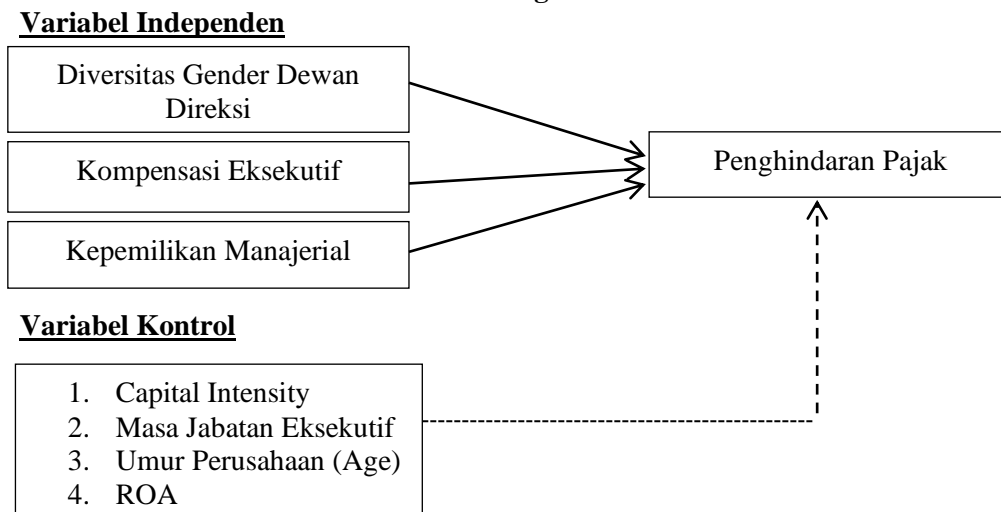 Variabel Independen
Diversitas Gender Dewan
Direksi
Kompensasi Eksekutif
Kepemilikan Manajerial
Penghindaran Pajak
Variabel Kontrol
1. Capital Intensity
2. Masa Jabatan Eksekutif
3. Umur Perusahaan (Age)
4. ROA